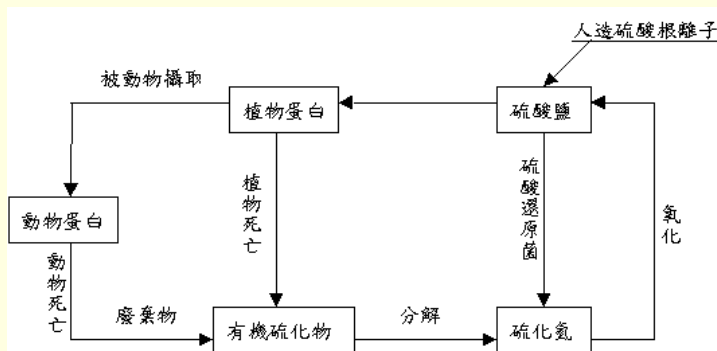 人造硫酸根離子
被動物攝取
植物蛋白
硫酸鹽
植物死亡
硫酸還原菌
氧化
動物蛋白
動物死亡
廢棄物
有機硫化物
分解
硫化氫